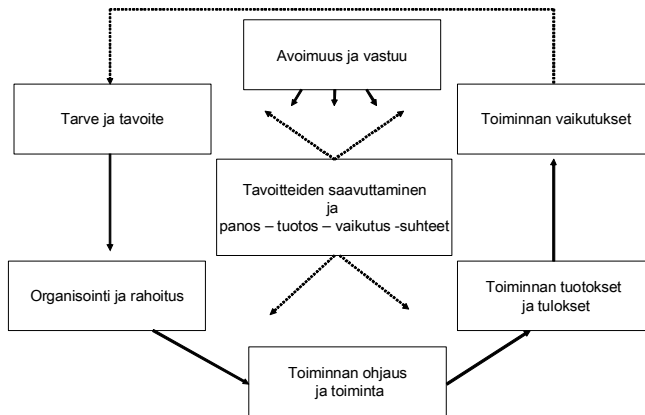 Avoimuus ja vastuu
Tarve ja tavoite
Toiminnan vaikutukset
Tavoitteiden saavuttaminen
ja
panos – tuotos – vaikutus -suhteet
Organisointi ja rahoitus
Toiminnan tuotokset
ja tulokset
Toiminnan ohjaus
ja toiminta